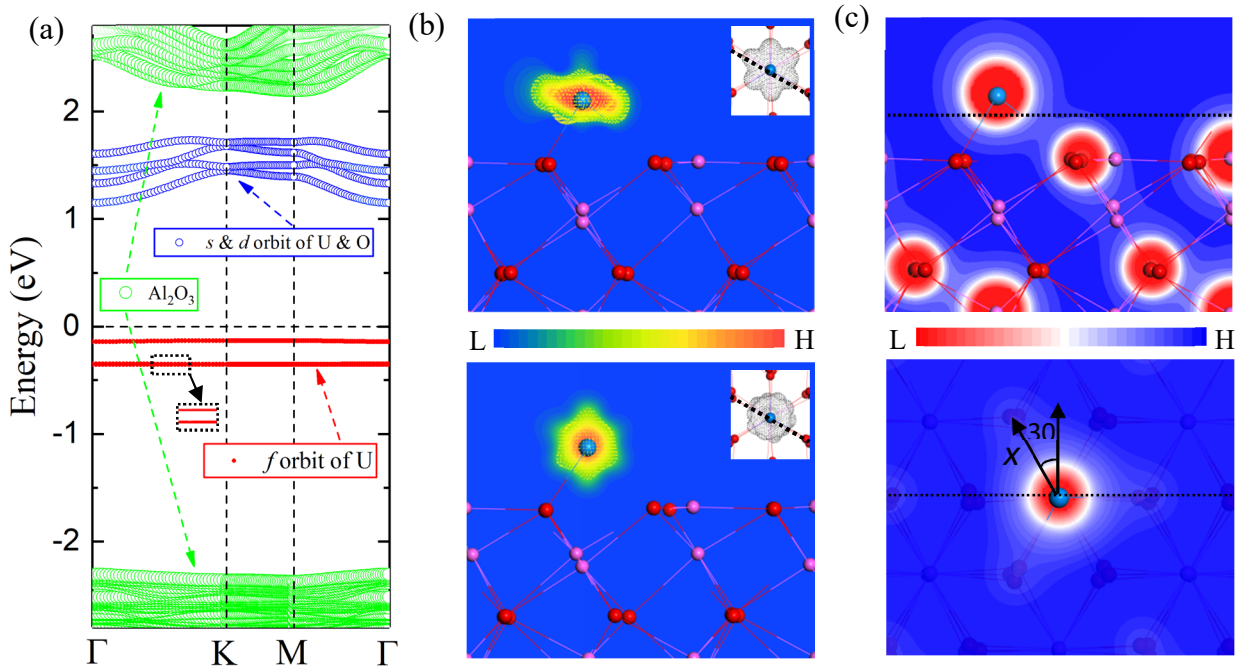 (a)
(b)
(c)
Energy (eV)
2
1
0
-1
-2
s & d orbit of U & O
Al₂O₃
f orbit of U
Γ
K
M
Γ
L
H
L
H
x
30